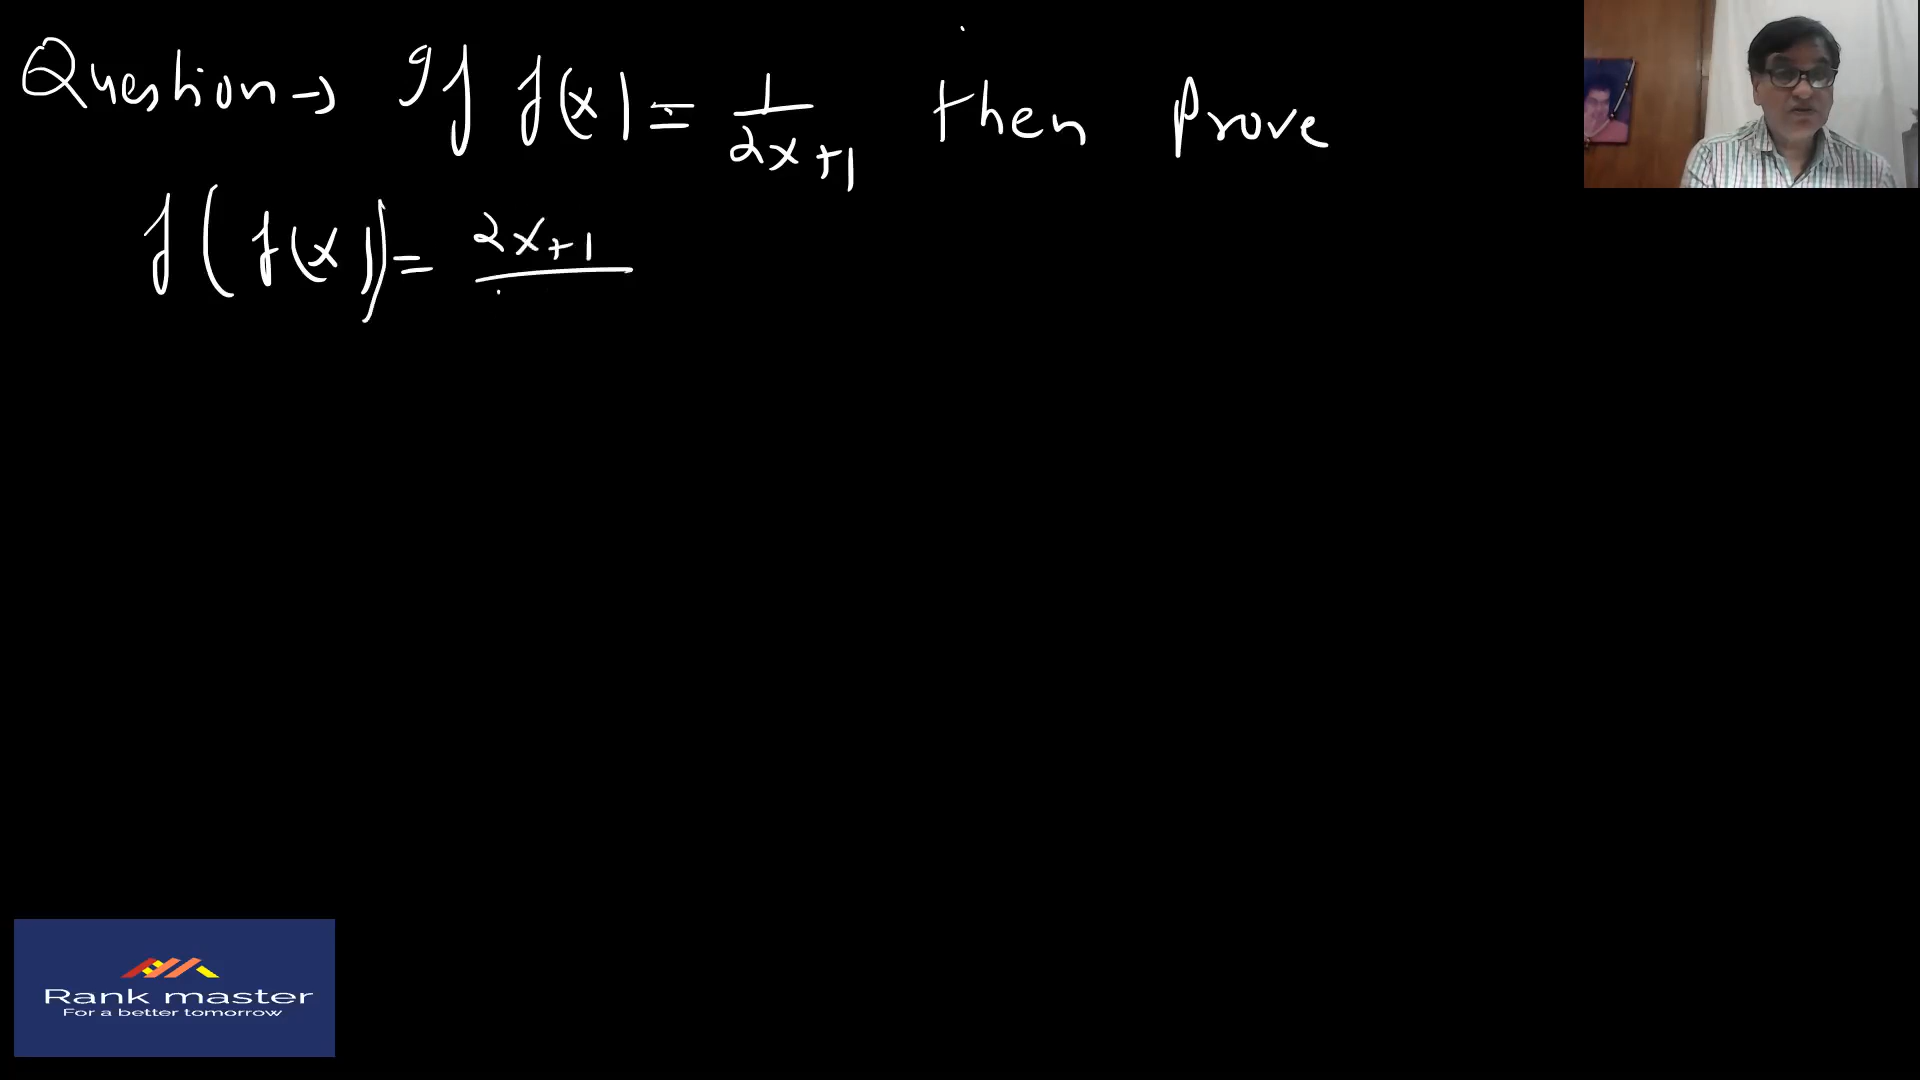 Question → If f(x) = 1/(2x+1) then Prove
f(f(x)) = 2x+1/
Rank master
For a better tomorrow